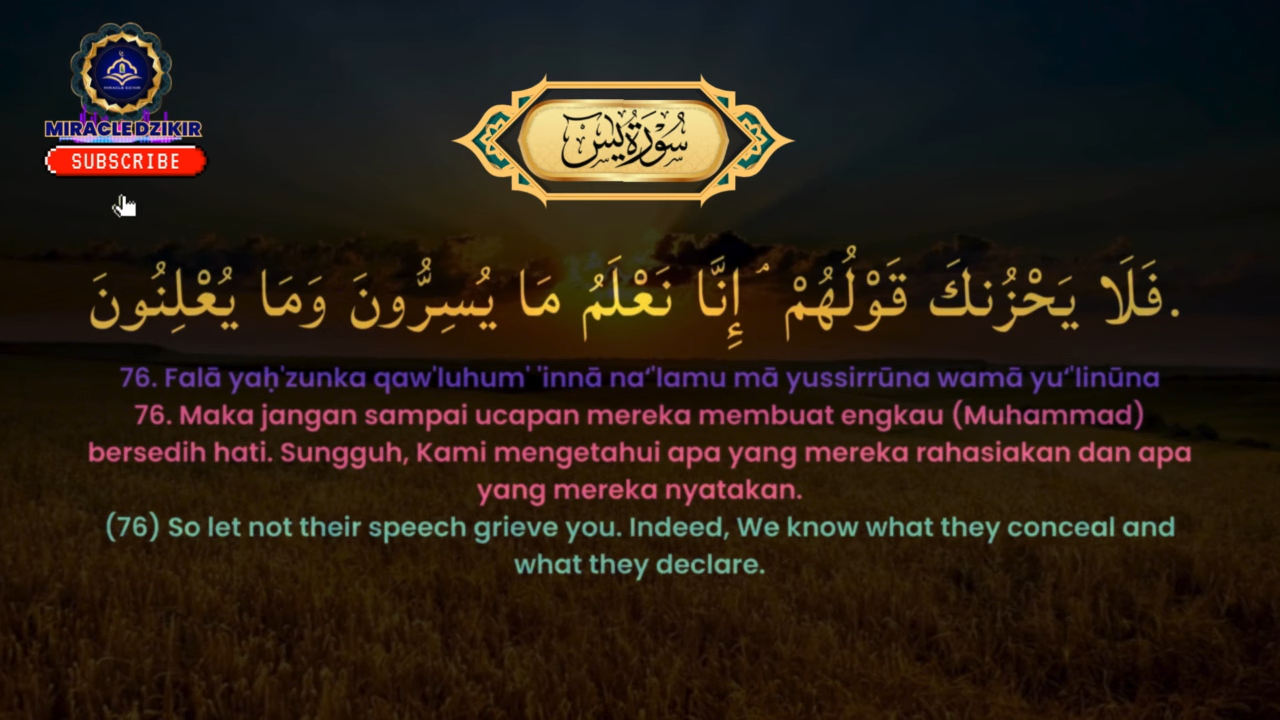 MIRACLE DZIKIR
MIRACLEDZIKIR
SUBSCRIBE
سُوْرَةُ يٰسٓ
فَلَا يَحْزُنكَ قَوْلُهُمْ ۘ إِنَّا نَعْلَمُ مَا يُسِرُّونَ وَمَا يُعْلِنُونَ.
76. Falā yaḥ'zunka qaw'luhum' 'innā na‘'lamu mā yussirrūna wamā yu‘'linūna
76. Maka jangan sampai ucapan mereka membuat engkau (Muhammad)
bersedih hati. Sungguh, Kami mengetahui apa yang mereka rahasiakan dan apa
yang mereka nyatakan.
(76) So let not their speech grieve you. Indeed, We know what they conceal and
what they declare.